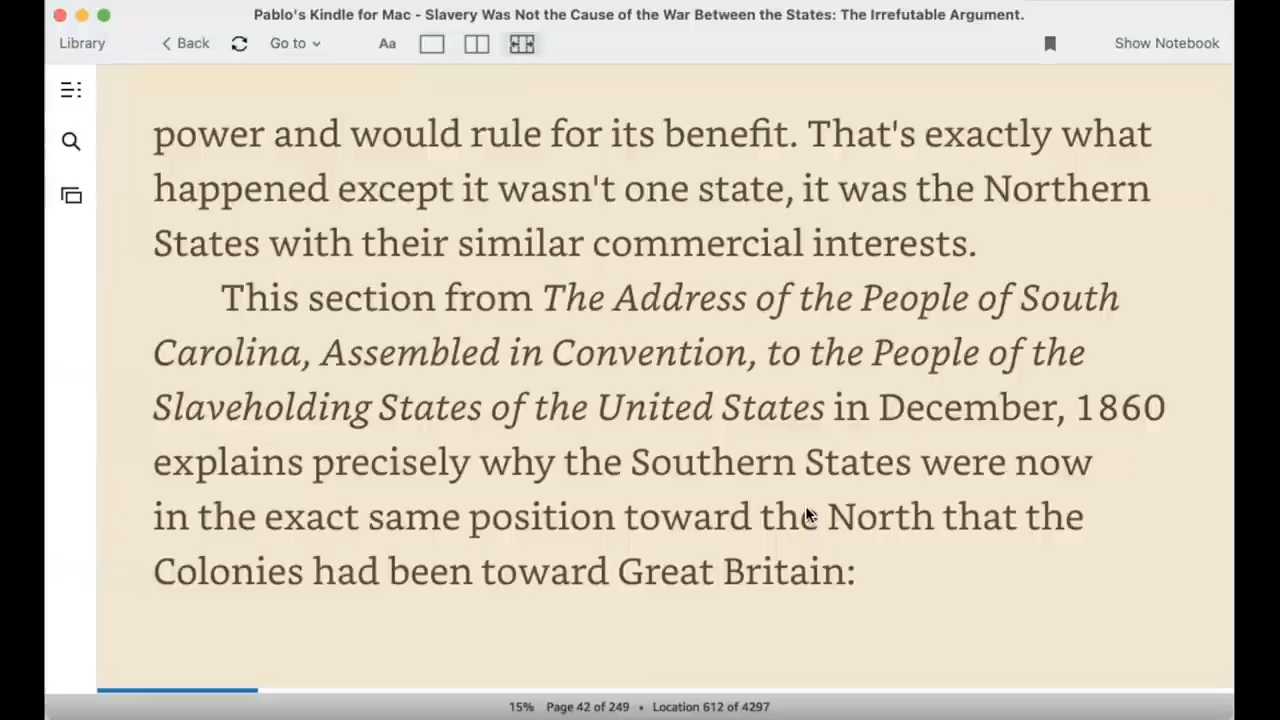 Pablo's Kindle for Mac - Slavery Was Not the Cause of the War Between the States: The Irrefutable Argument.
Library Back Go to Aa Show Notebook
power and would rule for its benefit. That's exactly what
happened except it wasn't one state, it was the Northern
States with their similar commercial interests.
This section from The Address of the People of South
Carolina, Assembled in Convention, to the People of the
Slaveholding States of the United States in December, 1860
explains precisely why the Southern States were now
in the exact same position toward the North that the
Colonies had been toward Great Britain:
15% Page 42 of 249 • Location 612 of 4297